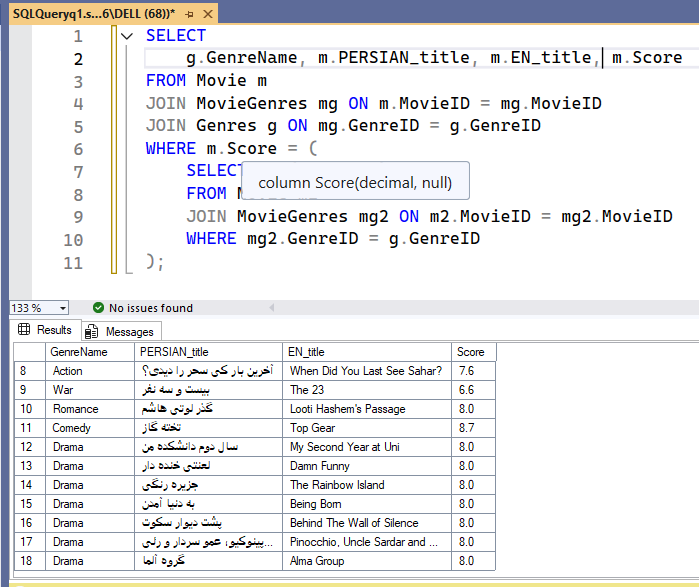 SQLQueryq1.s...6\DELL (68))*
1 SELECT
2 g.GenreName, m.PERSIAN_title, m.EN_title, m.Score
3 FROM Movie m
4 JOIN MovieGenres mg ON m.MovieID = mg.MovieID
5 JOIN Genres g ON mg.GenreID = g.GenreID
6 WHERE m.Score = (
7 SELECT
column Score(decimal, null)
8 FROM
9 JOIN MovieGenres mg2 ON m2.MovieID = mg2.MovieID
10 WHERE mg2.GenreID = g.GenreID
11 );
133 % No issues found
Results Messages
GenreName PERSIAN_title EN_title Score
8 Action آخرین بار کی سحر را دیدی؟ When Did You Last See Sahar? 7.6
9 War بیست و سه نفر The 23 6.6
10 Romance گذر لوتی هاشم Looti Hashem's Passage 8.0
11 Comedy تخته گاز Top Gear 8.7
12 Drama سال دوم دانشکده من My Second Year at Uni 8.0
13 Drama لعنتی خنده دار Damn Funny 8.0
14 Drama جزیره رنگی The Rainbow Island 8.0
15 Drama به دنیا آمدن Being Born 8.0
16 Drama پشت دیوار سکوت Behind The Wall of Silence 8.0
17 Drama پینوکیو، عمو سردار و رئی... Pinocchio, Uncle Sardar and ... 8.0
18 Drama گروه آلما Alma Group 8.0